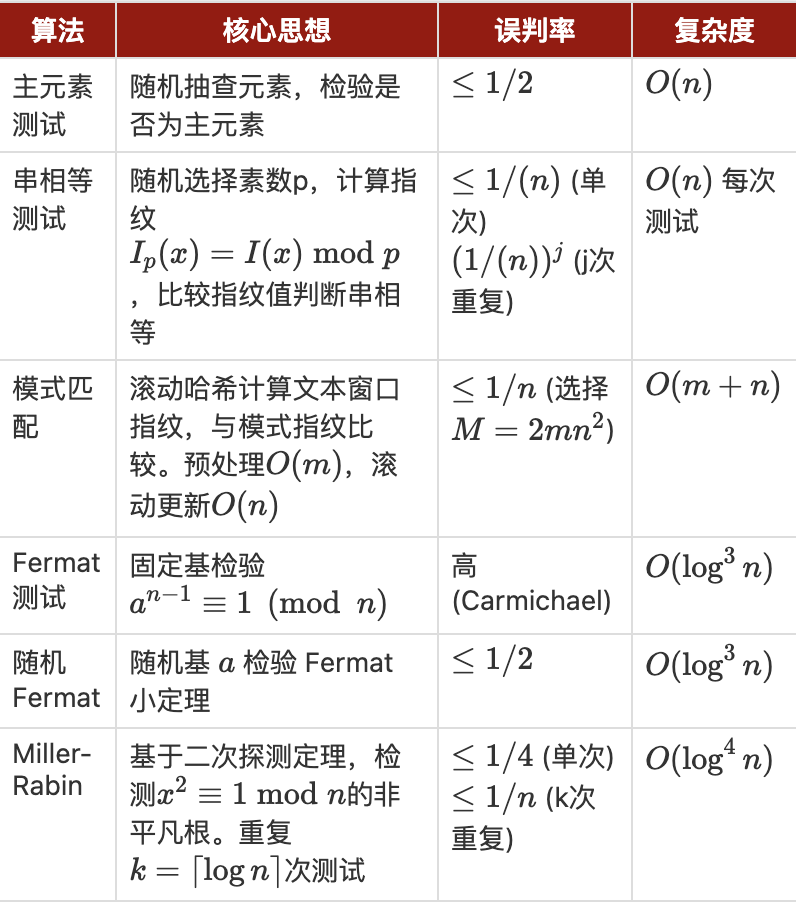 算法 核心思想 误判率 复杂度
主元素 随机抽查元素，检验是 ≤ 1/2 O(n)
测试 否为主元素
串相等 随机选择素数p，计算指 ≤ 1/(n) (单 O(n) 每次
测试 纹 次) 测试
I_p(x) = I(x) mod p (1/(n))^j (j次
，比较指纹值判断串相 重复)
等
模式匹 滚动哈希计算文本窗口 ≤ 1/n (选择 O(m + n)
配 指纹，与模式指纹比 M = 2mn²)
较。预处理O(m)，滚
动更新O(n)
Fermat 固定基检验 高 O(log³ n)
测试 a^{n−1} ≡ 1 (mod n) (Carmichael)
随机 随机基 a 检验 Fermat ≤ 1/2 O(log³ n)
Fermat 小定理
Miller- 基于二次探测定理，检 ≤ 1/4 (单次) O(log⁴ n)
Rabin 测x² ≡ 1 mod n的非 ≤ 1/n (k次
平凡根。重复 重复)
k = ⌈log n⌉次测试